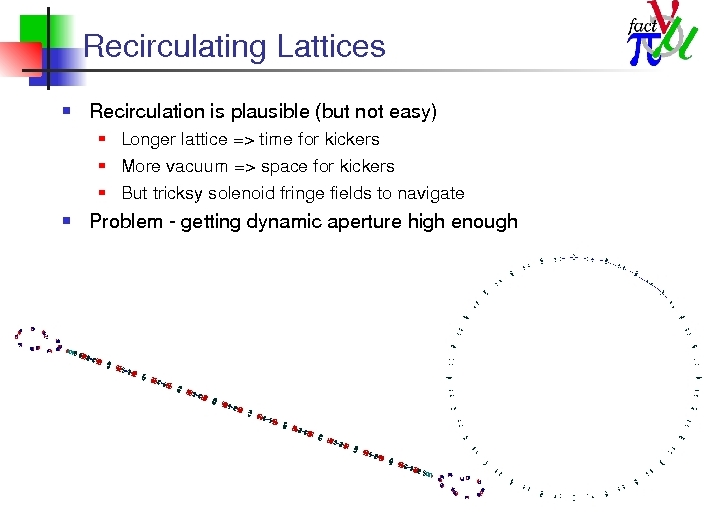 Recirculating Lattices
fact
πνμ
Recirculation is plausible (but not easy)
Longer lattice => time for kickers
More vacuum => space for kickers
But tricksy solenoid fringe fields to navigate
Problem - getting dynamic aperture high enough